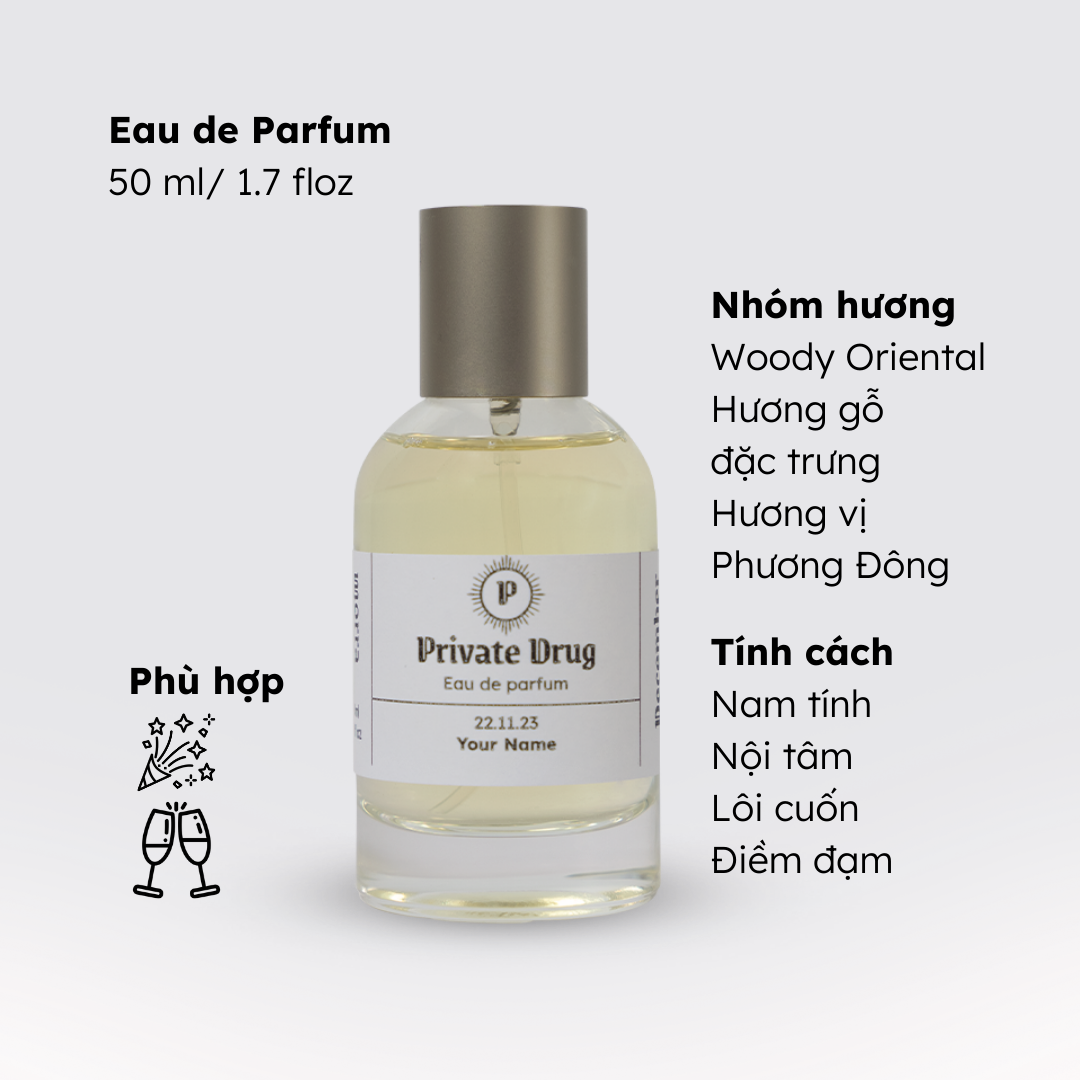 Eau de Parfum
50 ml/ 1.7 floz
Nhóm hương
Woody Oriental
Hương gỗ
đặc trưng
Hương vị
Phương Đông
Tính cách
Nam tính
Nội tâm
Lôi cuốn
Điềm đạm
Phù hợp
P
Private Drug
Eau de parfum
22.11.23
Your Name